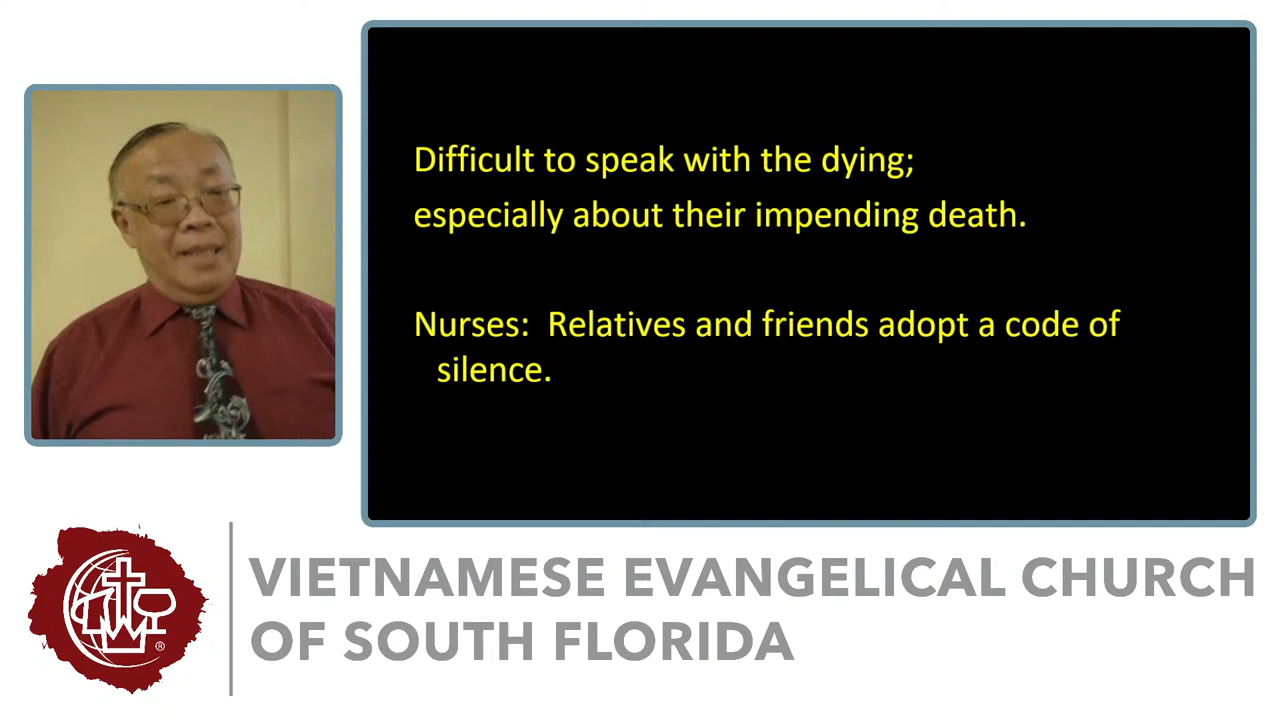 Difficult to speak with the dying;
especially about their impending death.
Nurses:  Relatives and friends adopt a code of
silence.
®
VIETNAMESE EVANGELICAL CHURCH
OF SOUTH FLORIDA